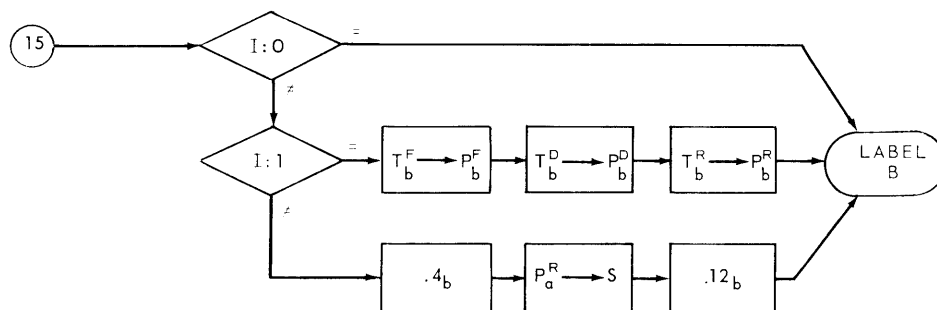 15
I:0
=
≠
I:1
=
T_b^F → P_b^F
T_b^D → P_b^D
T_b^R → P_b^R
LABEL
B
≠
.4_b
P_a^R → S
.12_b